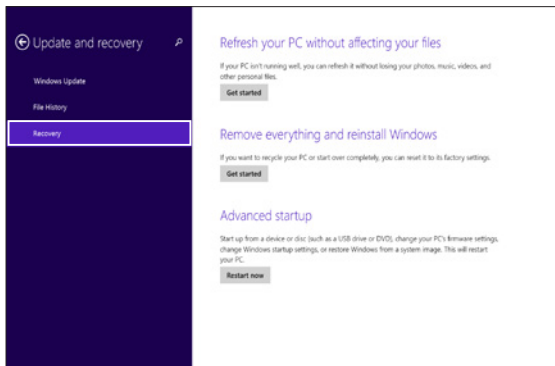 Update and recovery
Windows Update
File History
Recovery
Refresh your PC without affecting your files
If your PC isn't running well, you can refresh it without losing your photos, music, videos, and
other personal files.
Get started
Remove everything and reinstall Windows
If you want to recycle your PC or start over completely, you can reset it to its factory settings.
Get started
Advanced startup
Start up from a device or disc (such as a USB drive or DVD), change your PC's firmware settings,
change Windows startup settings, or restore Windows from a system image. This will restart
your PC.
Restart now